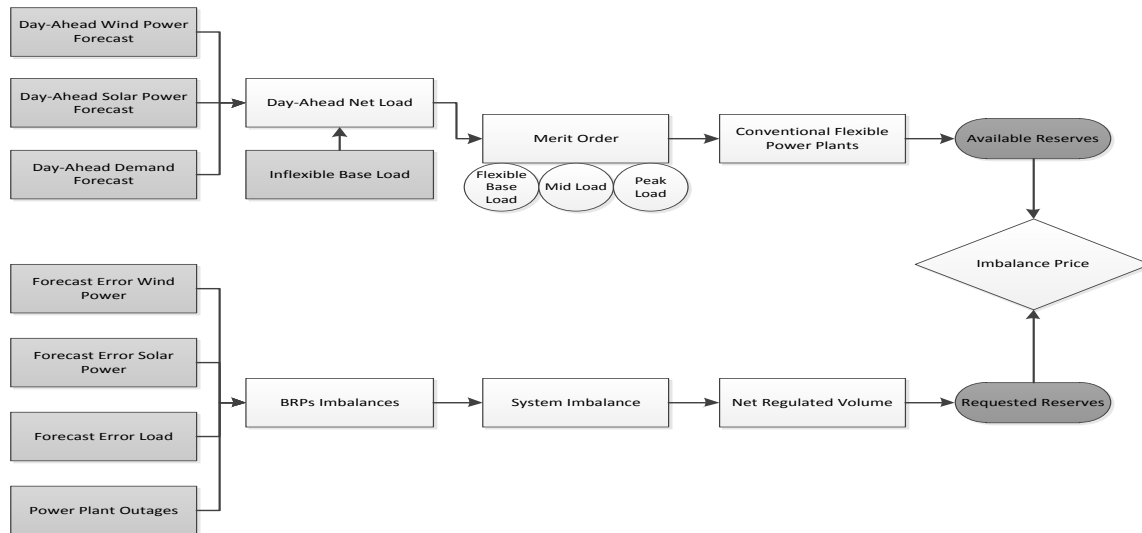 Day-Ahead Wind Power
Forecast
Day-Ahead Solar Power
Forecast
Day-Ahead Demand
Forecast
Day-Ahead Net Load
Inflexible Base Load
Merit Order
Flexible
Base
Load
Mid Load
Peak
Load
Conventional Flexible
Power Plants
Available Reserves
Imbalance Price
Forecast Error Wind
Power
Forecast Error Solar
Power
Forecast Error Load
Power Plant Outages
BRPs Imbalances
System Imbalance
Net Regulated Volume
Requested Reserves